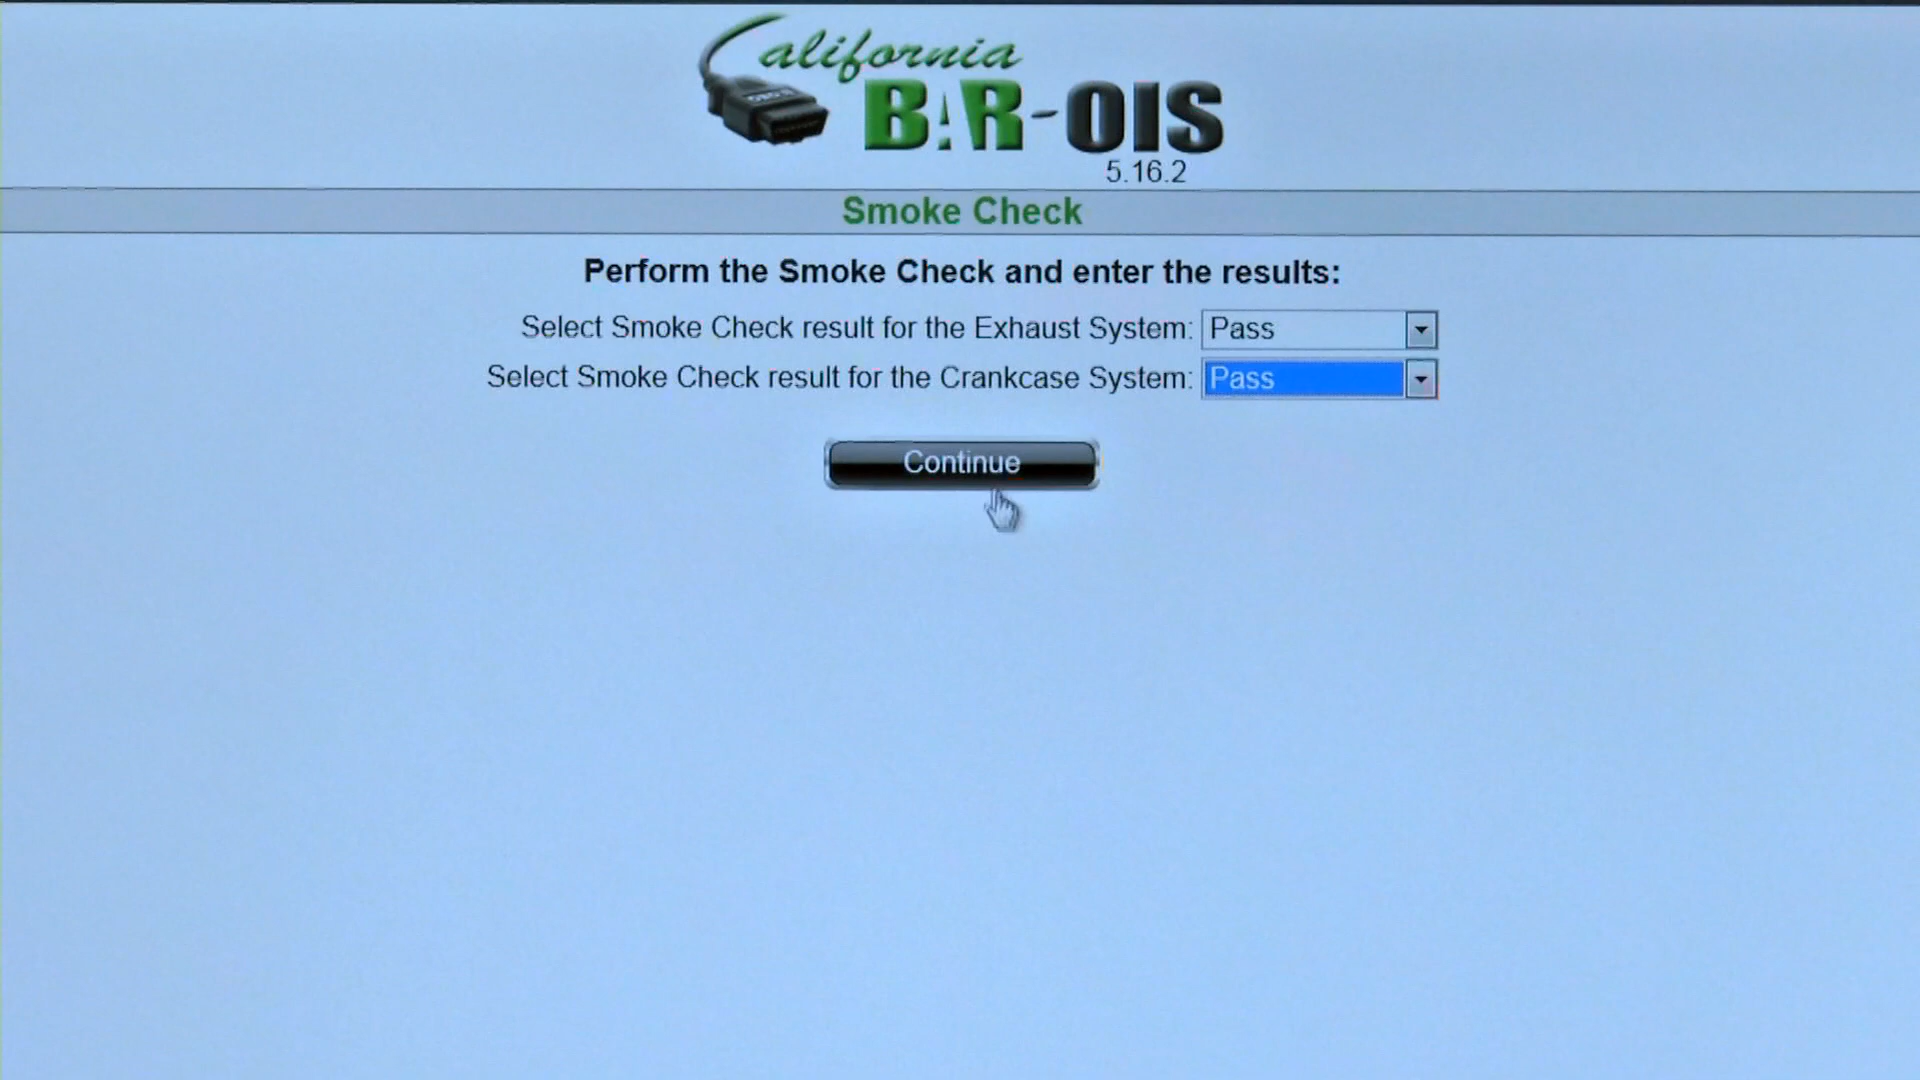 California
BAR-OIS
5.16.2
Smoke Check
Perform the Smoke Check and enter the results:
Select Smoke Check result for the Exhaust System: Pass
Select Smoke Check result for the Crankcase System: Pass
Continue